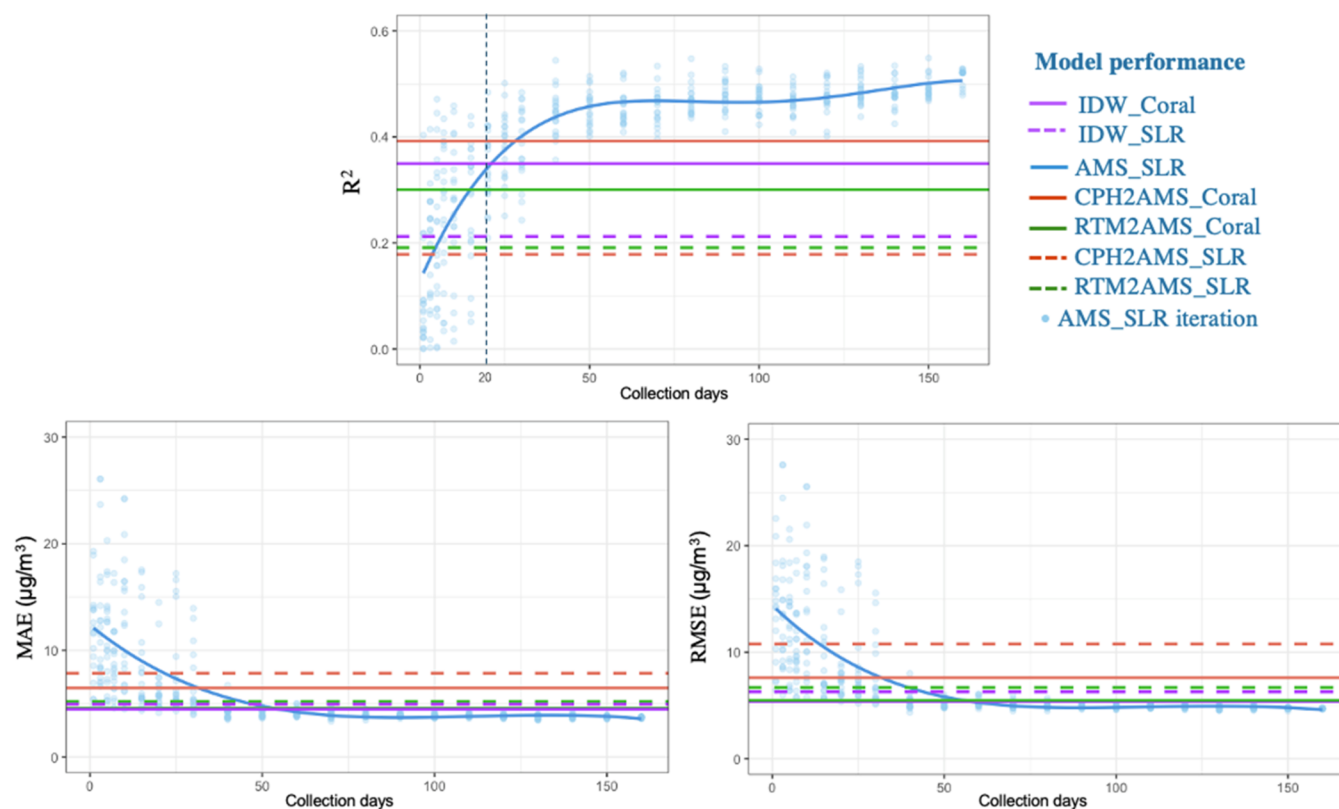 0.6
0.4
0.2
0.0
R²
0 20 50 100 150
Collection days
Model performance
IDW_Coral
IDW_SLR
AMS_SLR
CPH2AMS_Coral
RTM2AMS_Coral
CPH2AMS_SLR
RTM2AMS_SLR
AMS_SLR iteration
30
20
10
0
MAE (µg/m³)
0 50 100 150
Collection days
30
20
10
0
RMSE (µg/m³)
0 50 100 150
Collection days